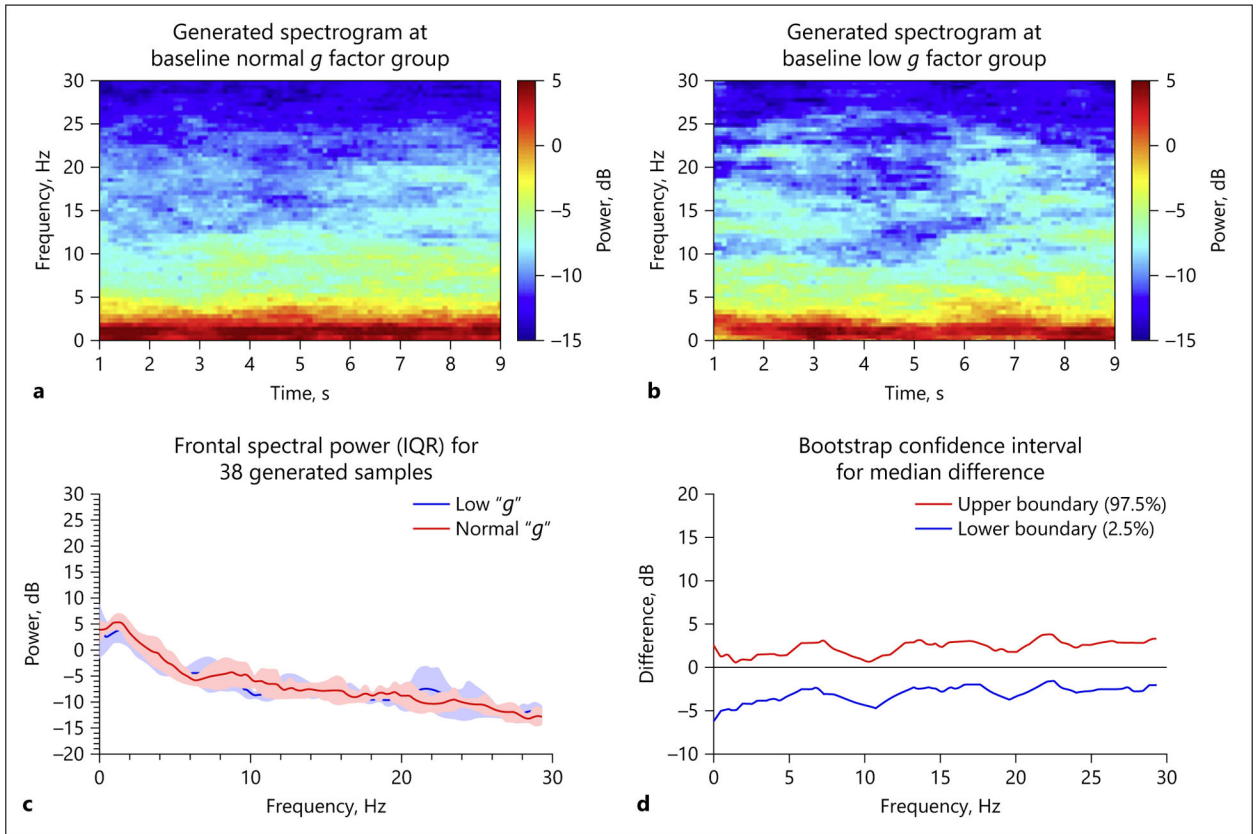 Generated spectrogram at
baseline normal g factor group
30
25
20
15
10
5
0
Frequency, Hz
1 2 3 4 5 6 7 8 9
Time, s
5
0
−5
−10
−15
Power, dB
a
Generated spectrogram at
baseline low g factor group
30
25
20
15
10
5
0
Frequency, Hz
1 2 3 4 5 6 7 8 9
Time, s
5
0
−5
−10
−15
Power, dB
b
Frontal spectral power (IQR) for
38 generated samples
Low “g”
Normal “g”
30
25
20
15
10
5
0
−5
−10
−15
−20
Power, dB
0 10 20 30
Frequency, Hz
c
Bootstrap confidence interval
for median difference
Upper boundary (97.5%)
Lower boundary (2.5%)
20
15
10
5
0
−5
−10
Difference, dB
0 5 10 15 20 25 30
Frequency, Hz
d